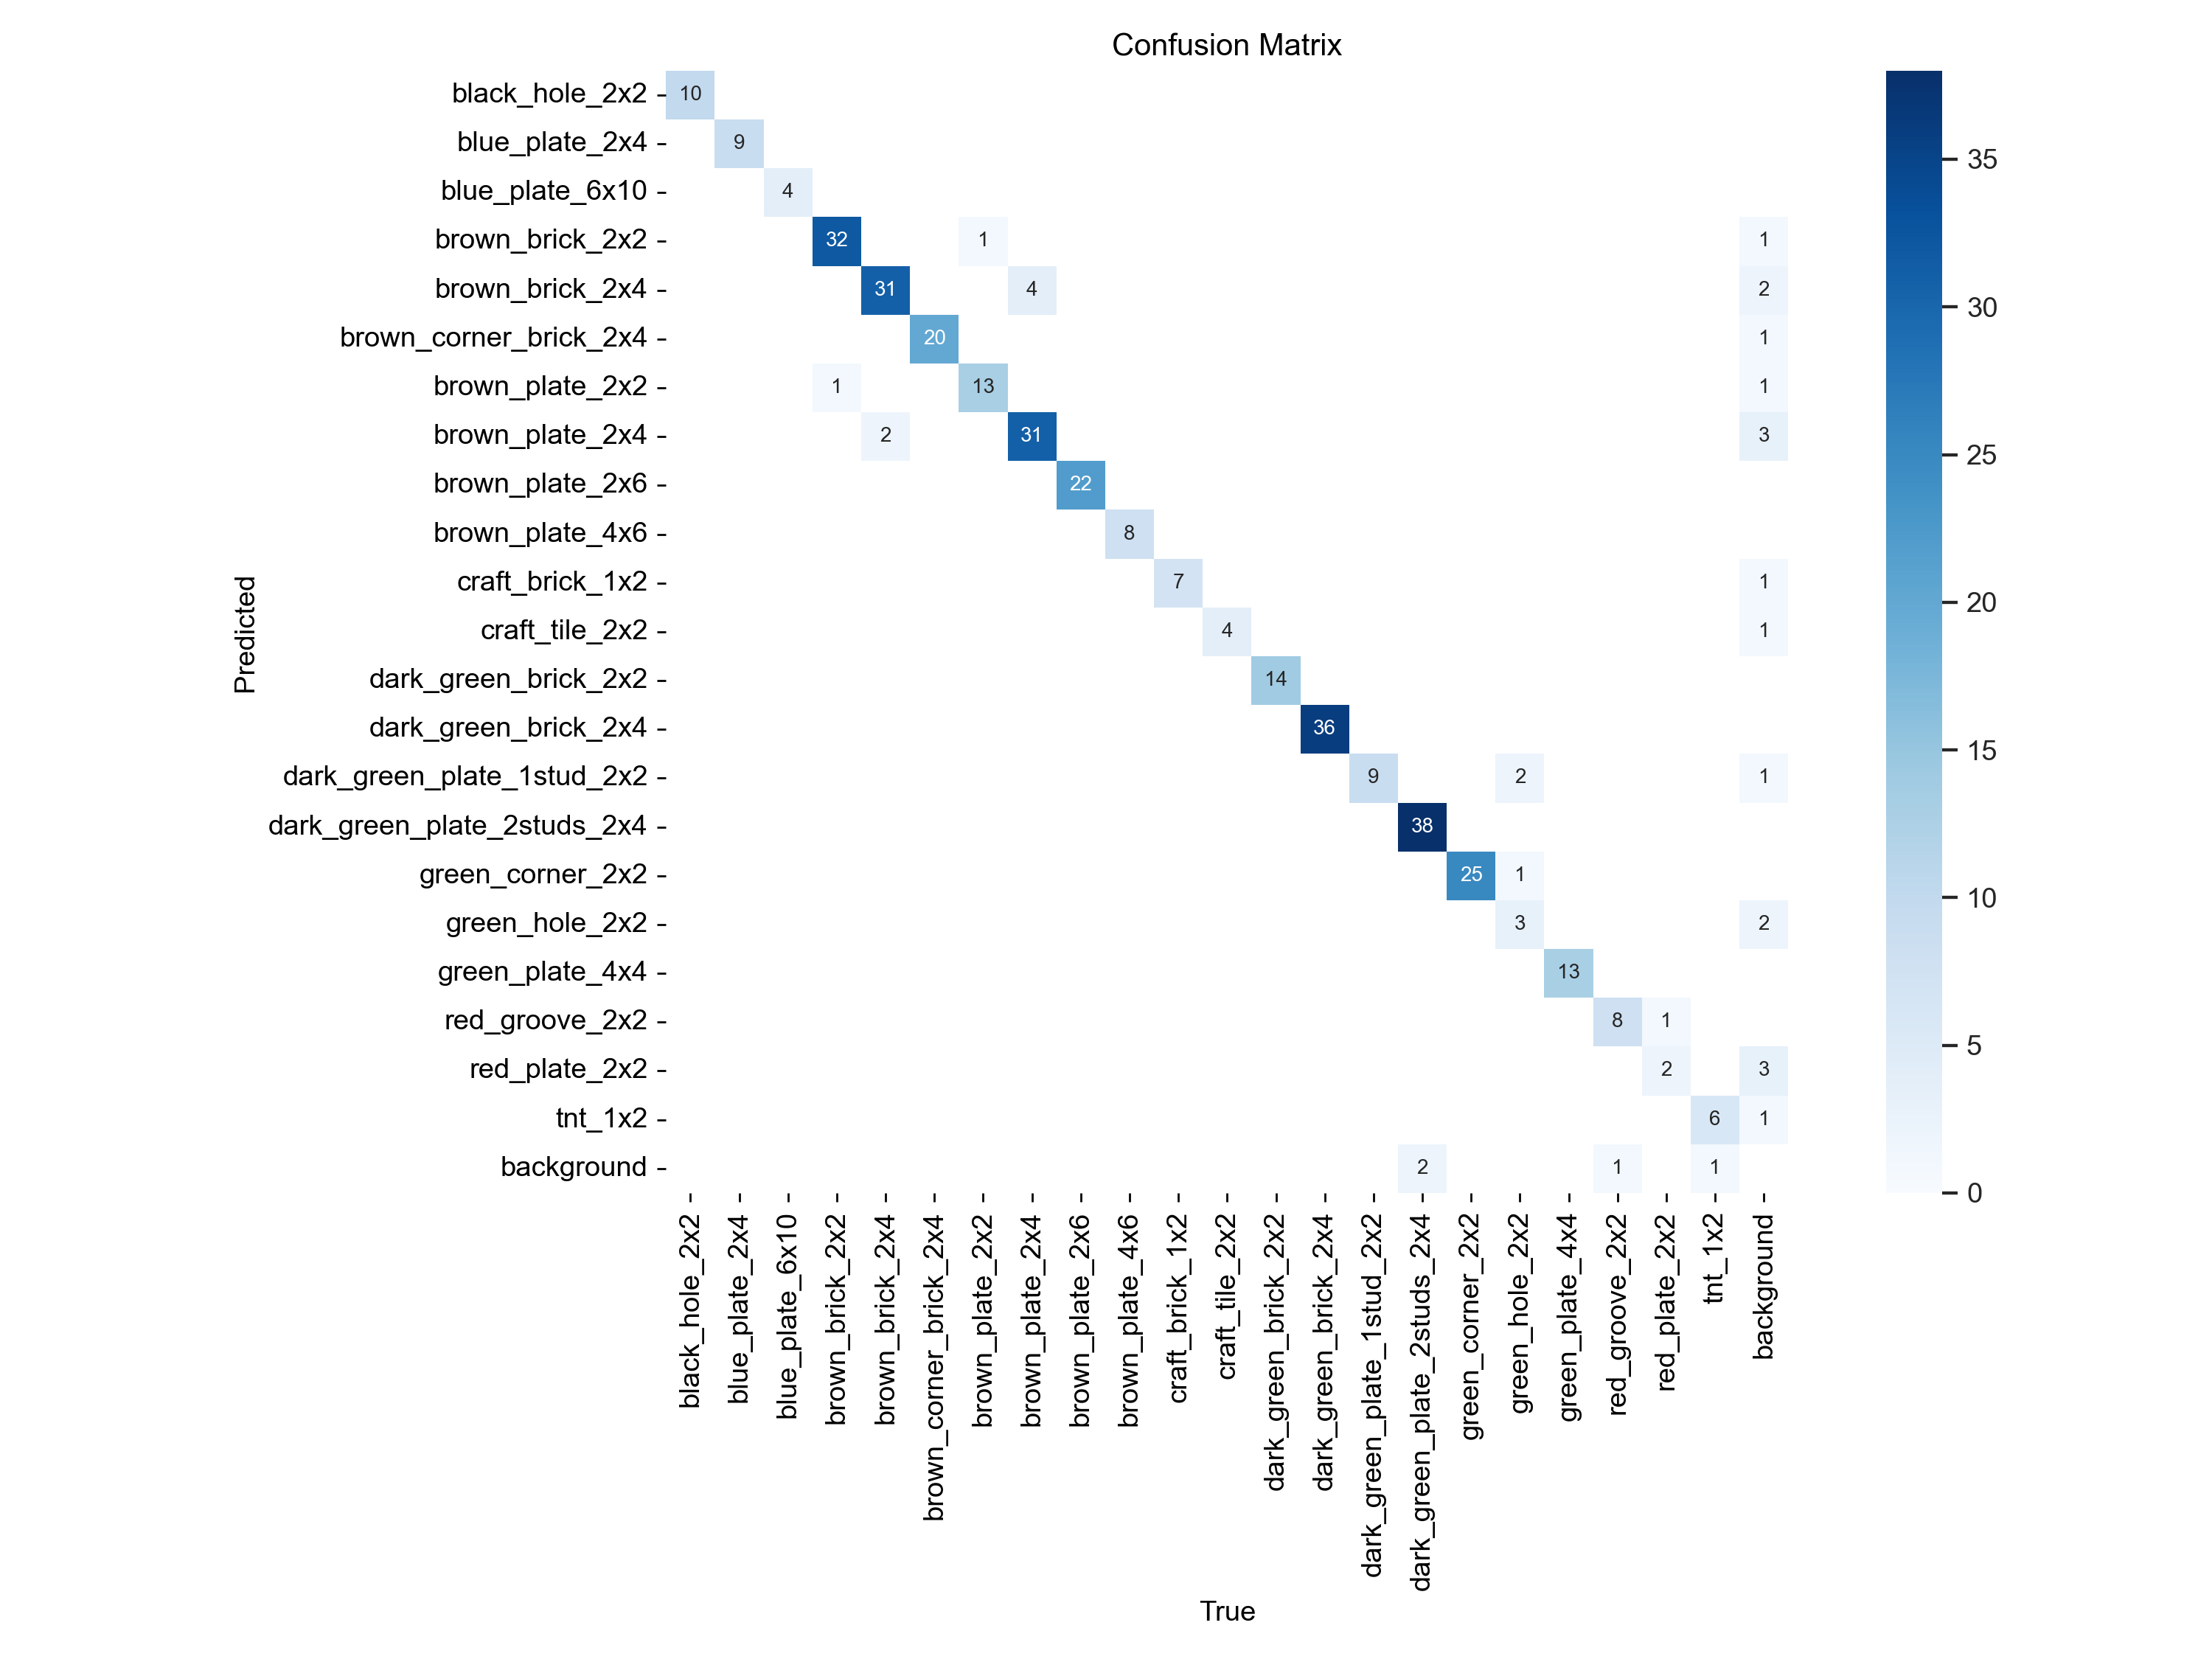 Confusion Matrix
black_hole_2x2 10
blue_plate_2x4 9
blue_plate_6x10 4
brown_brick_2x2 32 1 1
brown_brick_2x4 31 4 2
brown_corner_brick_2x4 20 1
brown_plate_2x2 1 13 1
brown_plate_2x4 2 31 3
brown_plate_2x6 22
brown_plate_4x6 8
craft_brick_1x2 7 1
craft_tile_2x2 4 1
dark_green_brick_2x2 14
dark_green_brick_2x4 36
dark_green_plate_1stud_2x2 9 2 1
dark_green_plate_2studs_2x4 38
green_corner_2x2 25 1
green_hole_2x2 3 2
green_plate_4x4 13
red_groove_2x2 8 1
red_plate_2x2 2 3
tnt_1x2 6 1
background 2 1 1
Predicted
black_hole_2x2
blue_plate_2x4
blue_plate_6x10
brown_brick_2x2
brown_brick_2x4
brown_corner_brick_2x4
brown_plate_2x2
brown_plate_2x4
brown_plate_2x6
brown_plate_4x6
craft_brick_1x2
craft_tile_2x2
dark_green_brick_2x2
dark_green_brick_2x4
dark_green_plate_1stud_2x2
dark_green_plate_2studs_2x4
green_corner_2x2
green_hole_2x2
green_plate_4x4
red_groove_2x2
red_plate_2x2
tnt_1x2
background
True
35
30
25
20
15
10
5
0